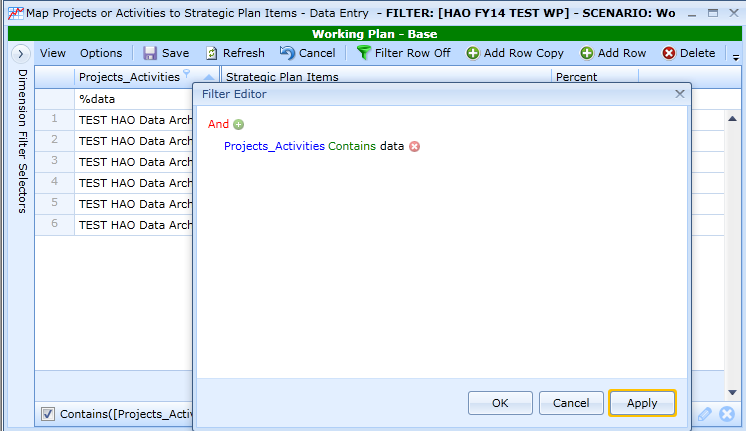 Map Projects or Activities to Strategic Plan Items - Data Entry - FILTER: [HAO FY14 TEST WP] - SCENARIO: Wo
Working Plan - Base
View Options Save Refresh Cancel Filter Row Off Add Row Copy Add Row Delete
Dimension Filter Selectors
Projects_Activities Strategic Plan Items Percent
%data
1 TEST HAO Data Arch
2 TEST HAO Data Arch
3 TEST HAO Data Arch
4 TEST HAO Data Arch
5 TEST HAO Data Arch
6 TEST HAO Data Arch
Filter Editor
And
Projects_Activities Contains data
OK Cancel Apply
Contains([Projects_Activ